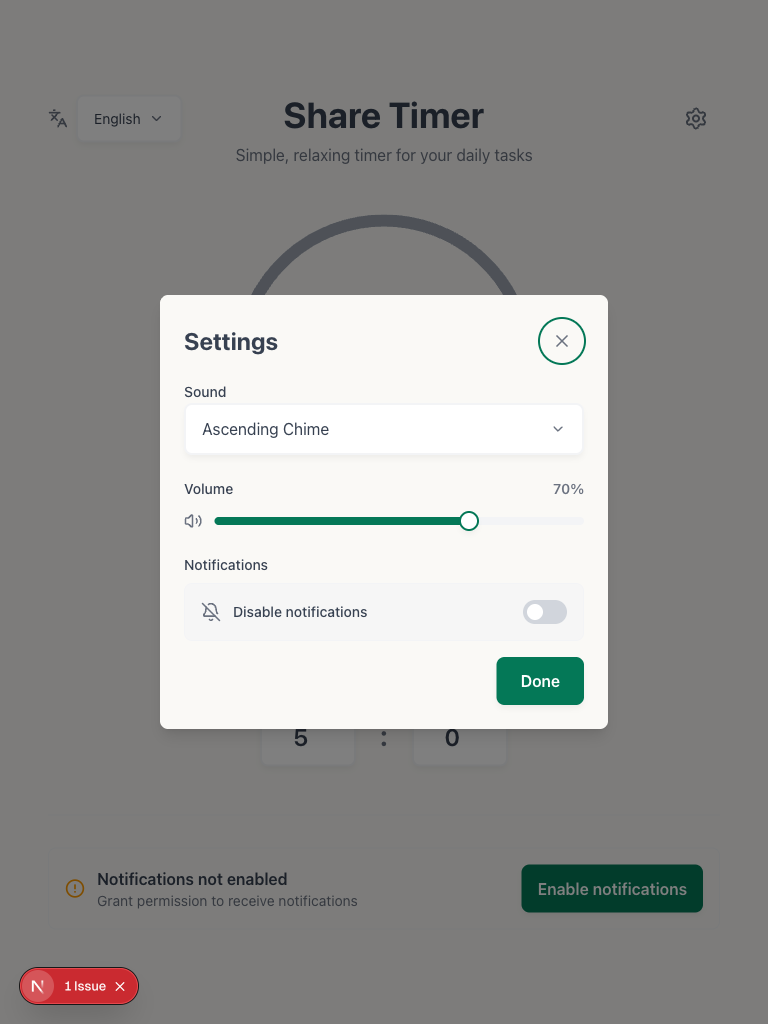 English
Share Timer
Simple, relaxing timer for your daily tasks
Settings
Sound
Ascending Chime
Volume
70%
Notifications
Disable notifications
Done
5 : 0
Notifications not enabled
Grant permission to receive notifications
Enable notifications
N
1 Issue